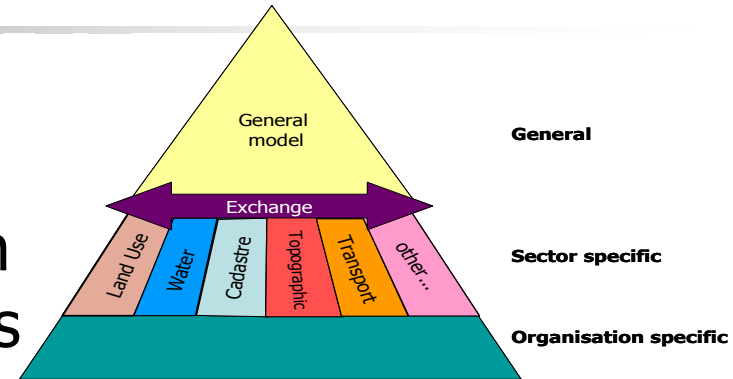 General
model
General
Exchange
Land Use
Water
Cadastre
Topographic
Transport
other...
Sector specific
Organisation specific